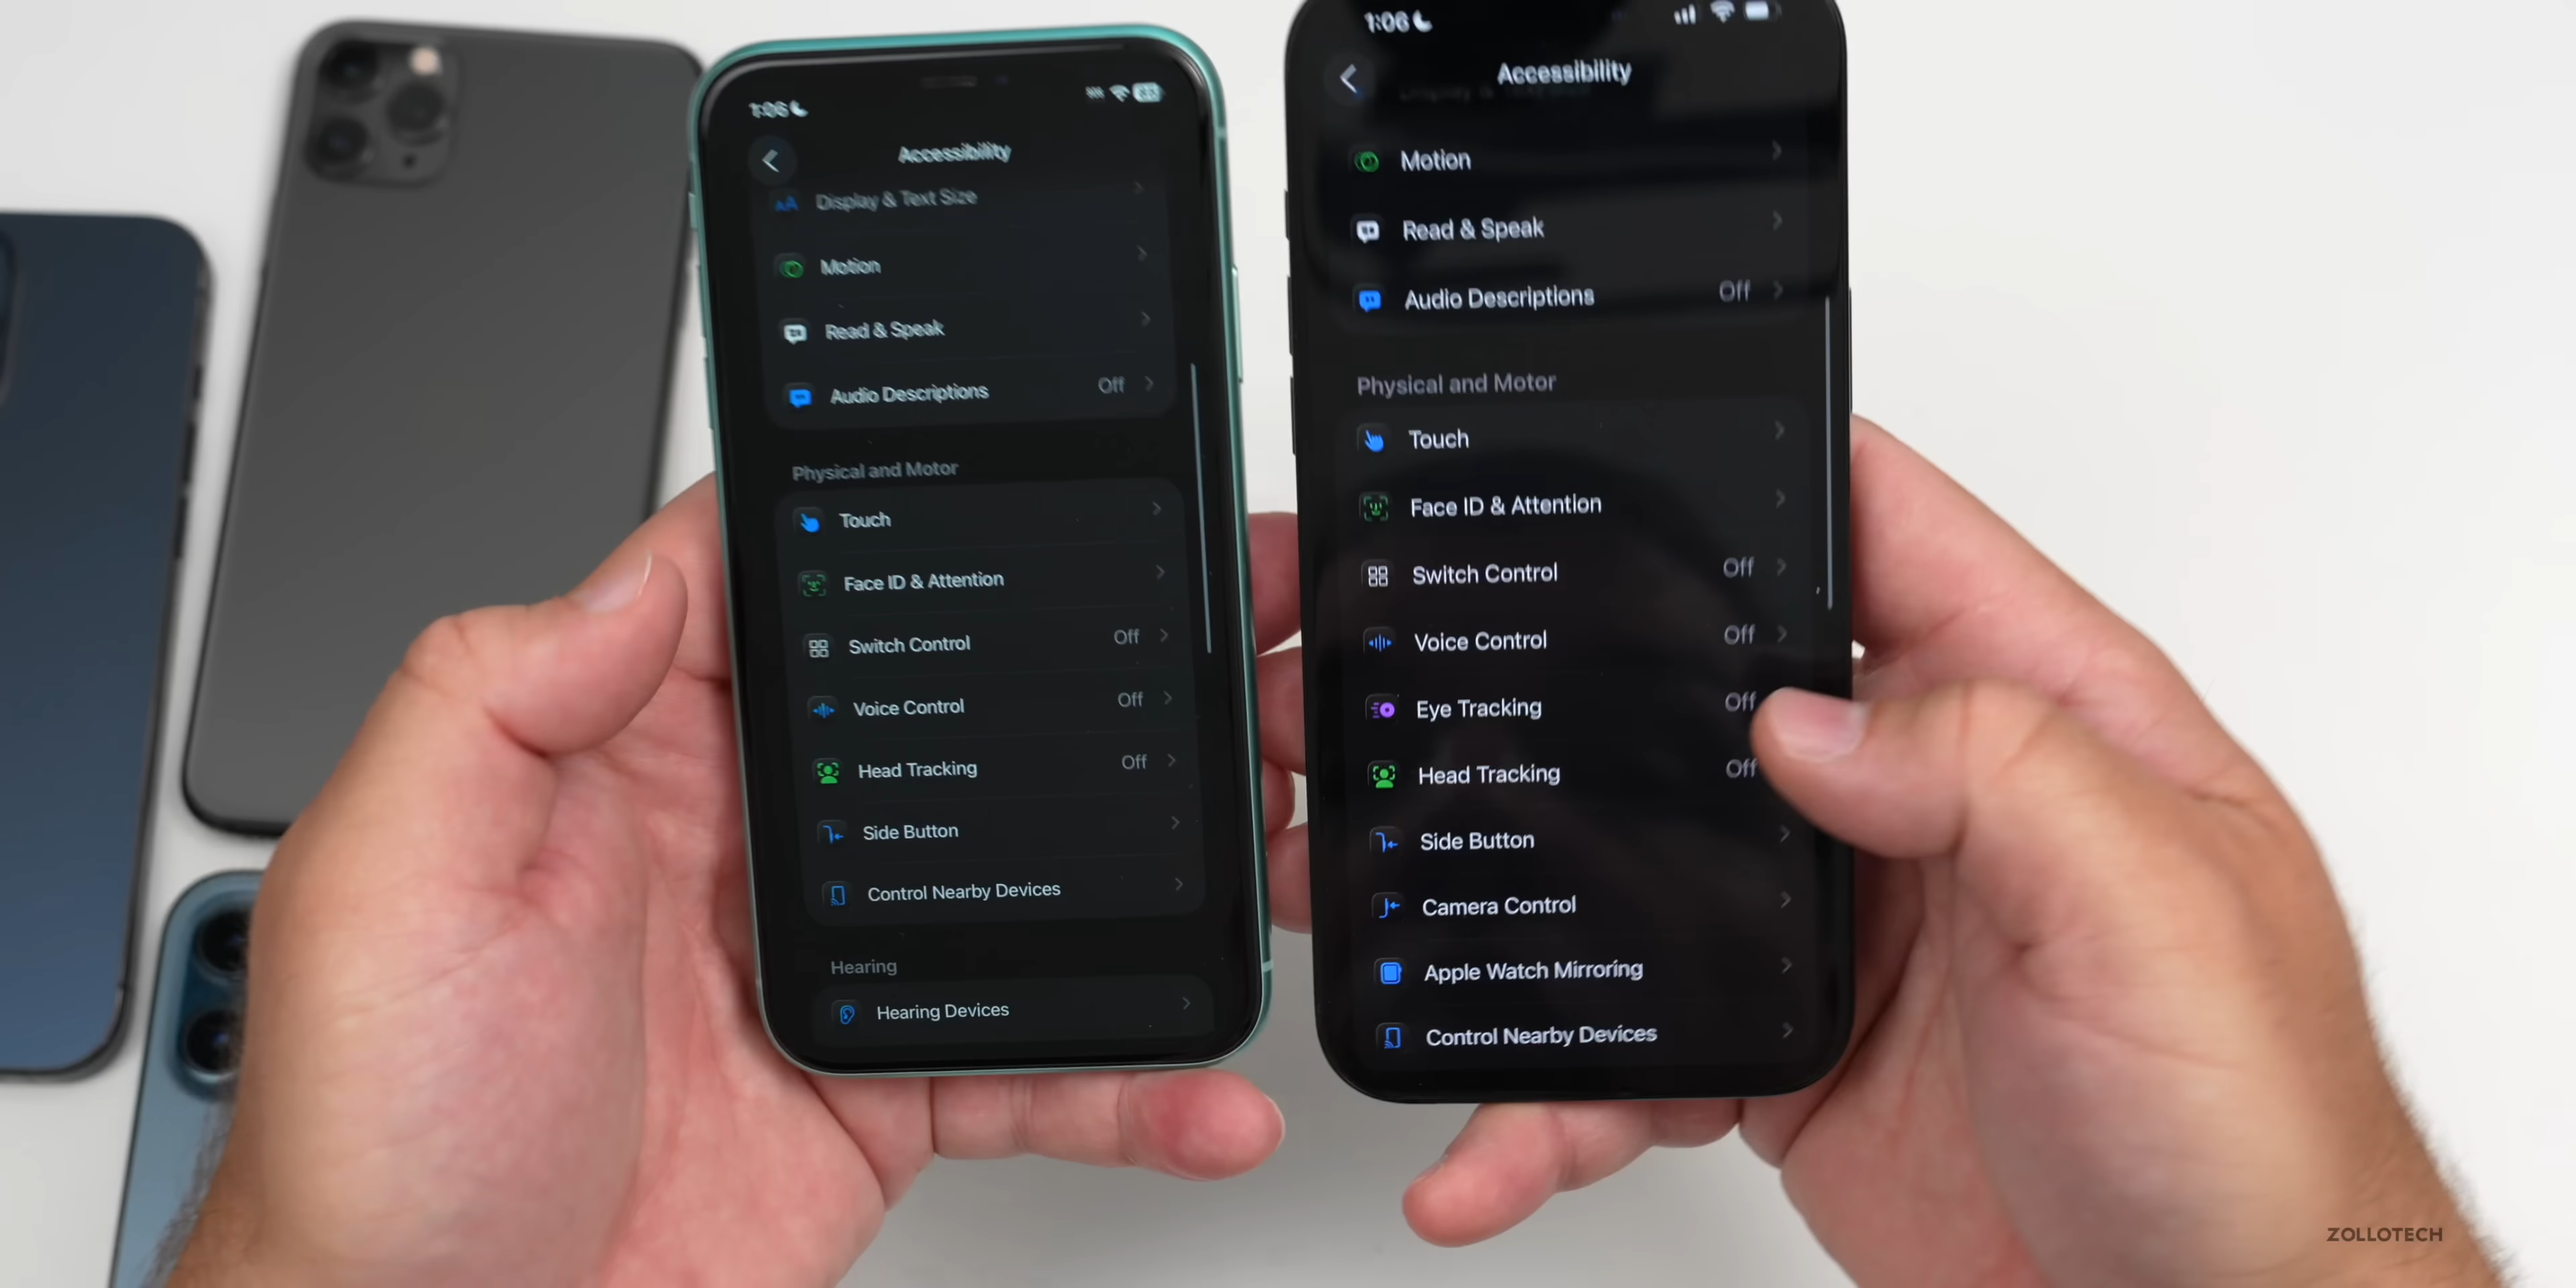 1:06
Accessibility
Display & Text Size
Motion
Read & Speak
Audio Descriptions Off
Physical and Motor
Touch
Face ID & Attention
Switch Control Off
Voice Control Off
Head Tracking Off
Side Button
Control Nearby Devices
Hearing
Hearing Devices
1:06
Accessibility
Motion
Read & Speak
Audio Descriptions Off
Physical and Motor
Touch
Face ID & Attention
Switch Control Off
Voice Control Off
Eye Tracking Off
Head Tracking Off
Side Button
Camera Control
Apple Watch Mirroring
Control Nearby Devices
ZOLLOTECH